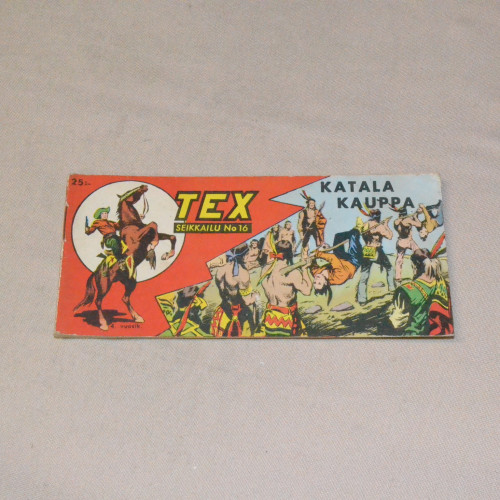 25:-
TEX
SEIKKAILU No 16
KATALA
KAUPPA